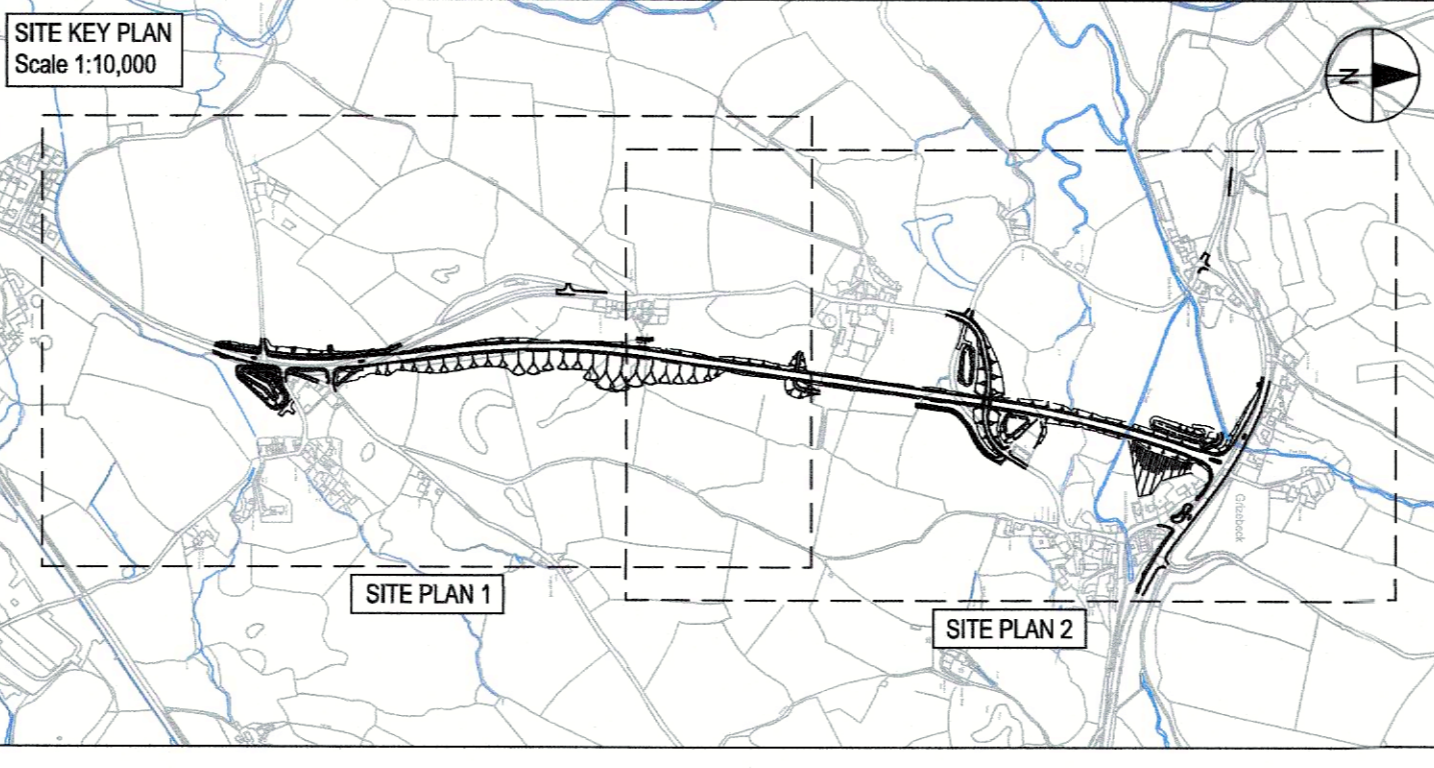 SITE KEY PLAN
Scale 1:10,000
N
SITE PLAN 1
SITE PLAN 2
Grizebeck